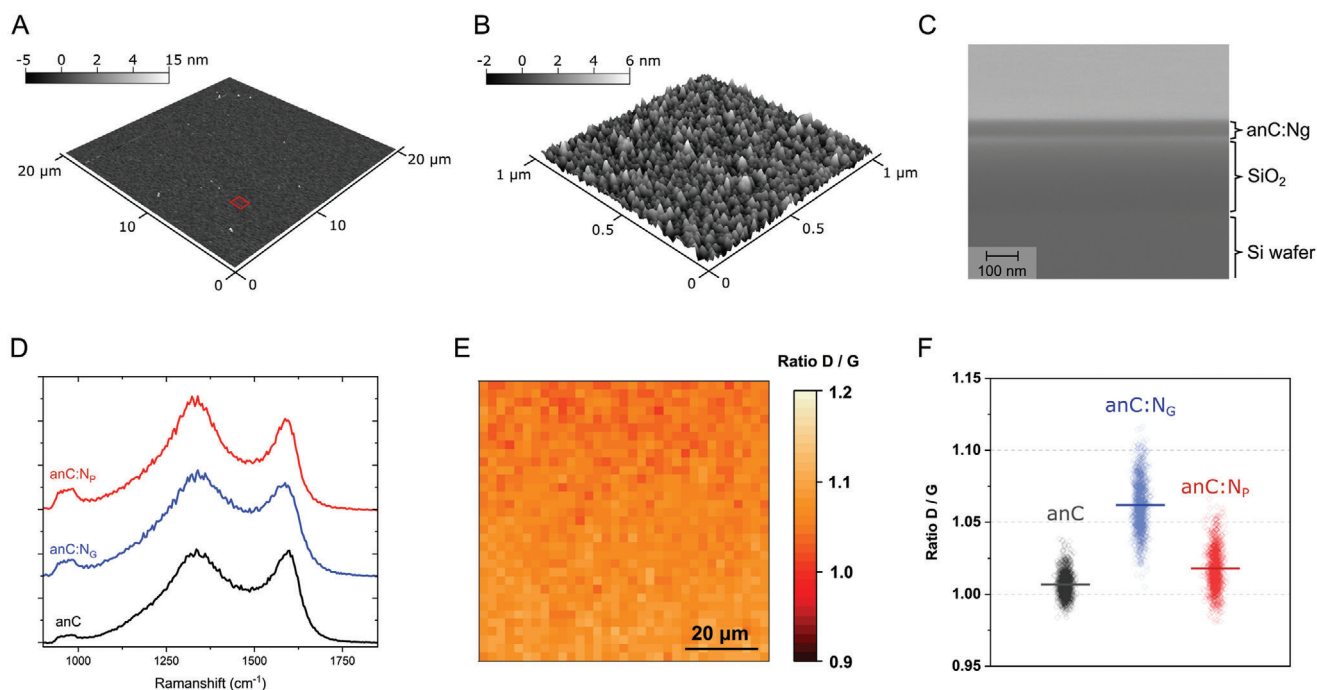 A
-5 0 2 4 15 nm
20 µm
10
0
0
10
20 µm
B
-2 0 2 4 6 nm
1 µm
0.5
0
0
0.5
1 µm
C
anC:Ng
SiO₂
Si wafer
100 nm
D
anC:Nₚ
anC:N_G
anC
1000 1250 1500 1750
Ramanshift (cm⁻¹)
E
Ratio D / G
1.2
1.1
1.0
0.9
20 µm
F
Ratio D / G
1.15
1.10
1.05
1.00
0.95
anC
anC:N_G
anC:Nₚ